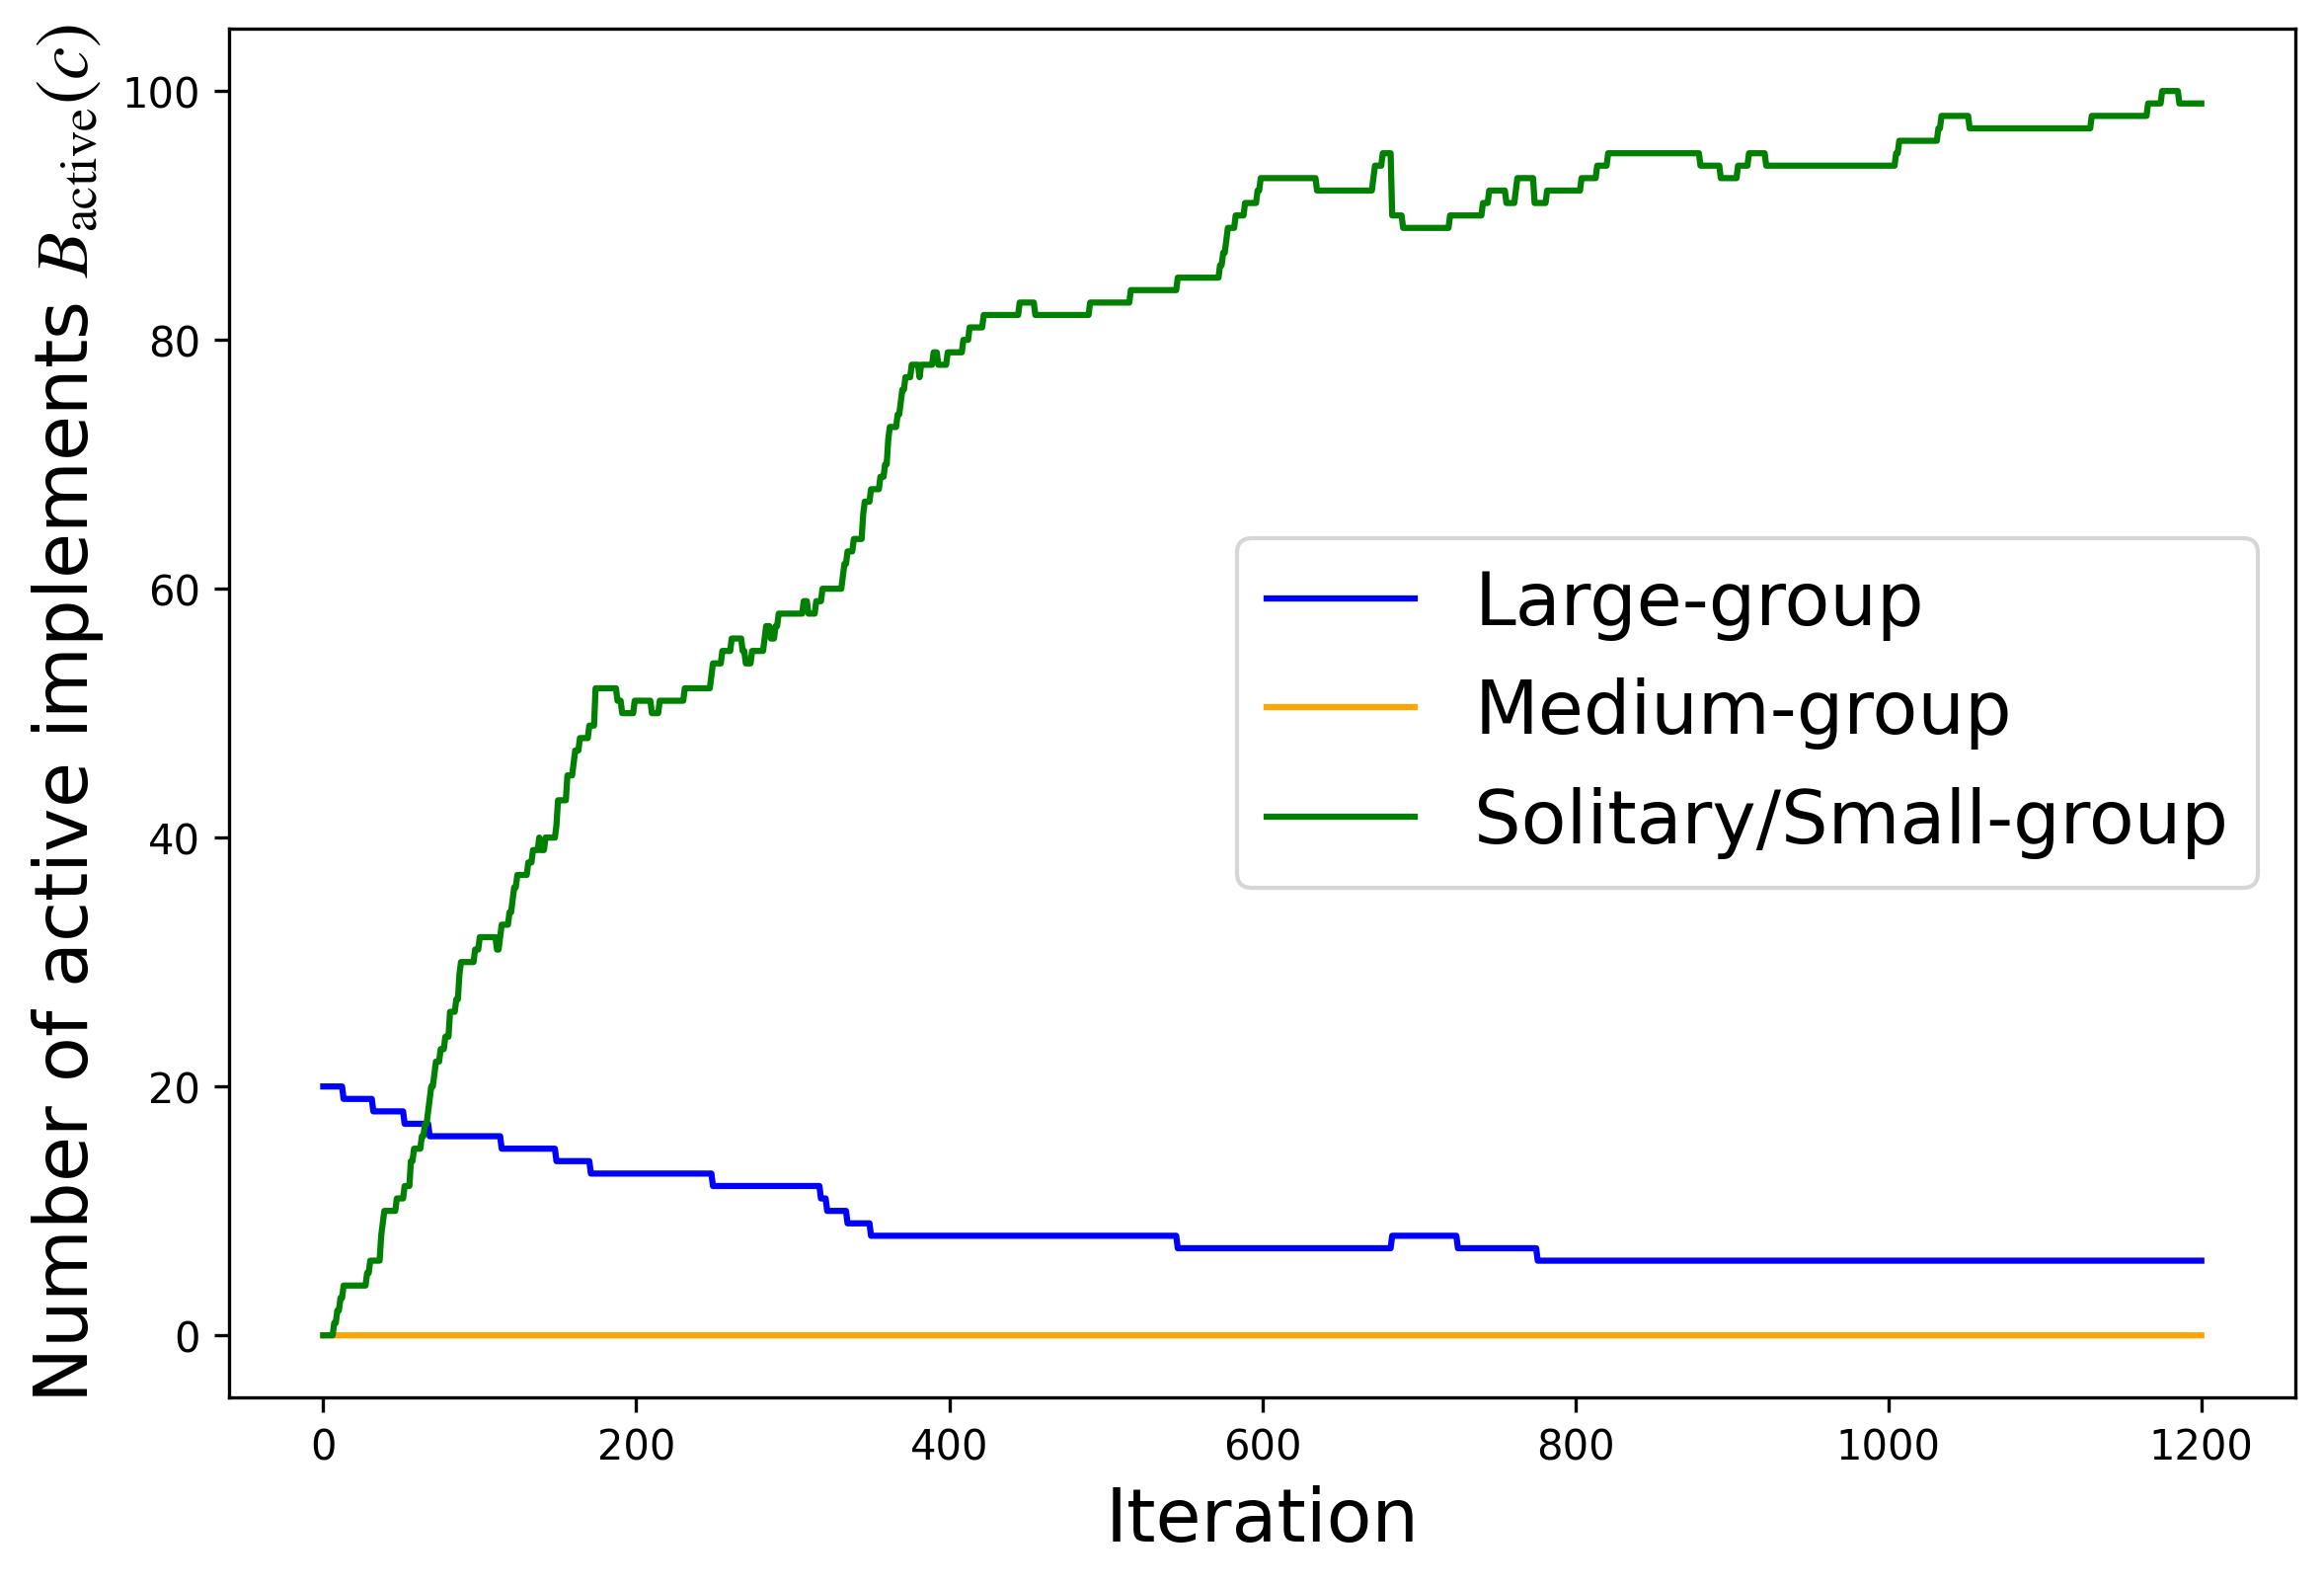 Number of active implements B_active(c)
100
80
60
40
20
0
Large-group
Medium-group
Solitary/Small-group
0 200 400 600 800 1000 1200
Iteration